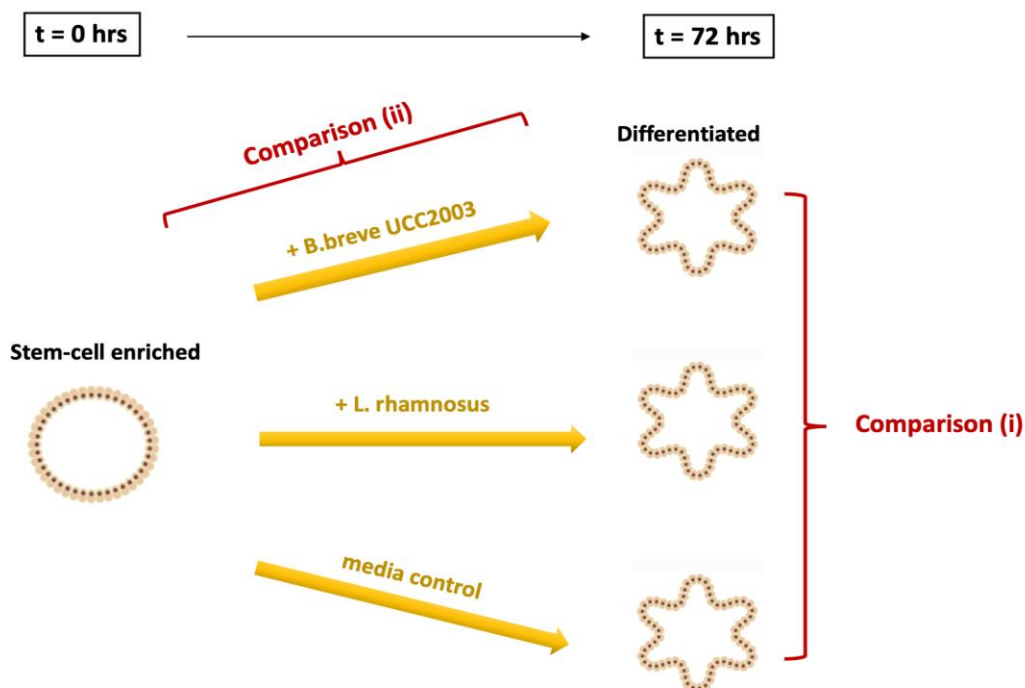 t = 0 hrs
t = 72 hrs
Comparison (ii)
Differentiated
+ B.breve UCC2003
Stem-cell enriched
+ L. rhamnosus
Comparison (i)
media control